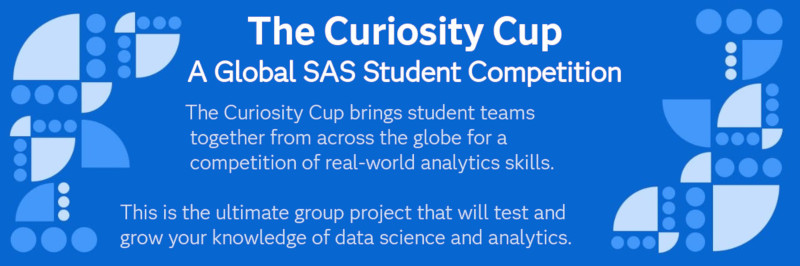 The Curiosity Cup
A Global SAS Student Competition
The Curiosity Cup brings student teams
together from across the globe for a
competition of real-world analytics skills.
This is the ultimate group project that will test and
grow your knowledge of data science and analytics.